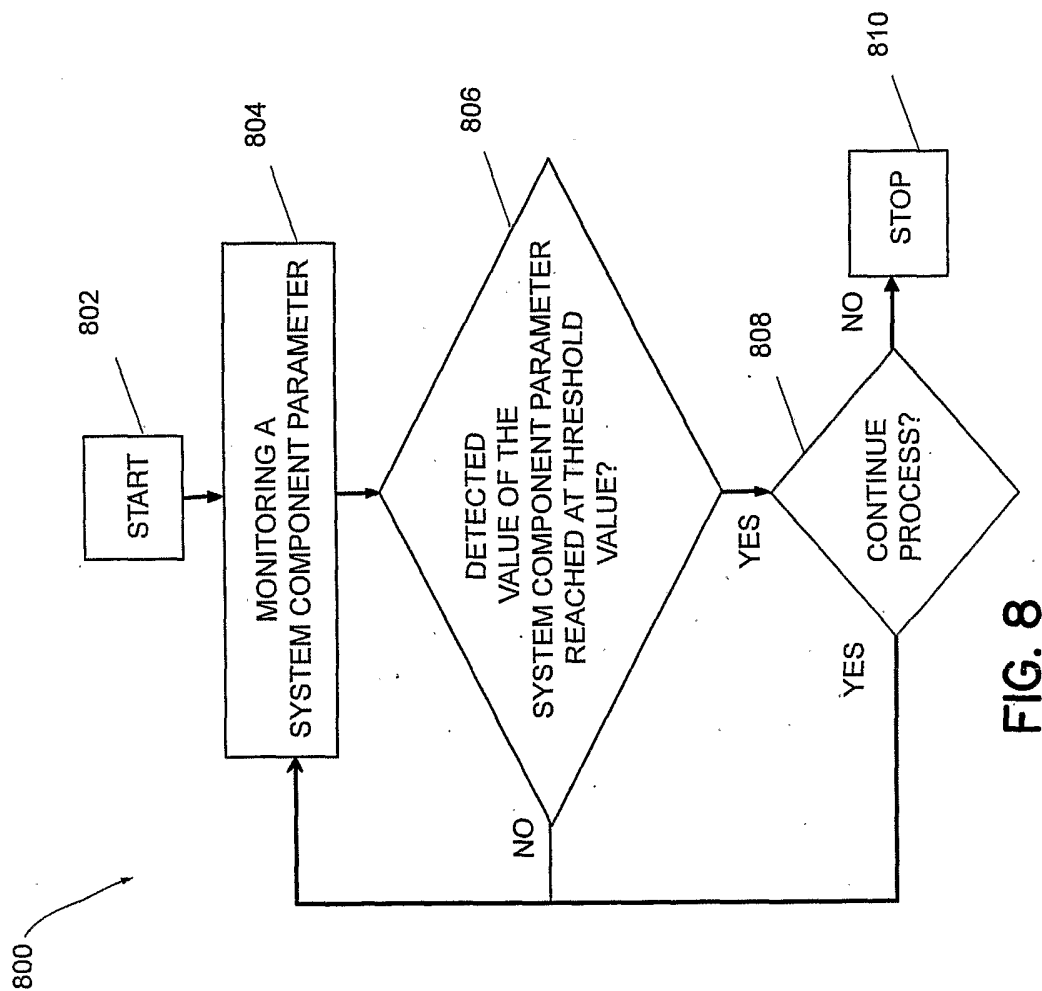 800
START
802
MONITORING A
SYSTEM COMPONENT PARAMETER
804
DETECTED
VALUE OF THE
SYSTEM COMPONENT PARAMETER
REACHED AT THRESHOLD
VALUE?
806
NO
YES
CONTINUE
PROCESS?
808
YES
NO
STOP
810
FIG. 8